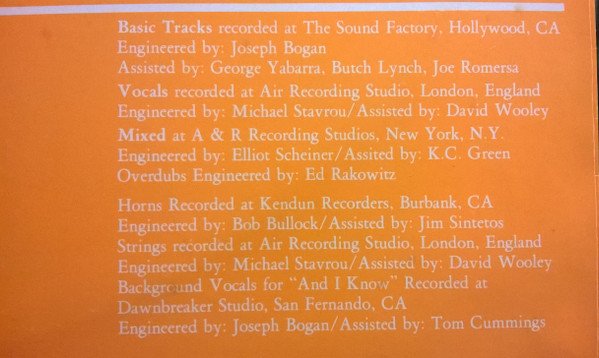 Basic Tracks recorded at The Sound Factory, Hollywood, CA
Engineered by: Joseph Bogan
Assisted by: George Yabarra, Butch Lynch, Joe Romersa
Vocals recorded at Air Recording Studio, London, England
Engineered by: Michael Stavrou/Assisted by: David Wooley
Mixed at A & R Recording Studios, New York, N.Y.
Engineered by: Elliot Scheiner/Assited by: K.C. Green
Overdubs Engineered by: Ed Rakowitz
Horns Recorded at Kendun Recorders, Burbank, CA
Engineered by: Bob Bullock/Assisted by: Jim Sintetos
Strings recorded at Air Recording Studio, London, England
Engineered by: Michael Stavrou/Assisted by: David Wooley
Background Vocals for "And I Know" Recorded at
Dawnbreaker Studio, San Fernando, CA
Engineered by: Joseph Bogan/Assisted by: Tom Cummings